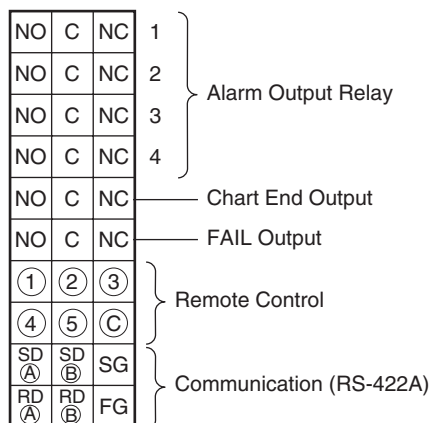 NO C NC 1
NO C NC 2
Alarm Output Relay
NO C NC 3
NO C NC 4
NO C NC Chart End Output
NO C NC FAIL Output
① ② ③
Remote Control
④ ⑤ Ⓒ
SD Ⓐ SD Ⓑ SG
Communication (RS-422A)
RD Ⓐ RD Ⓑ FG